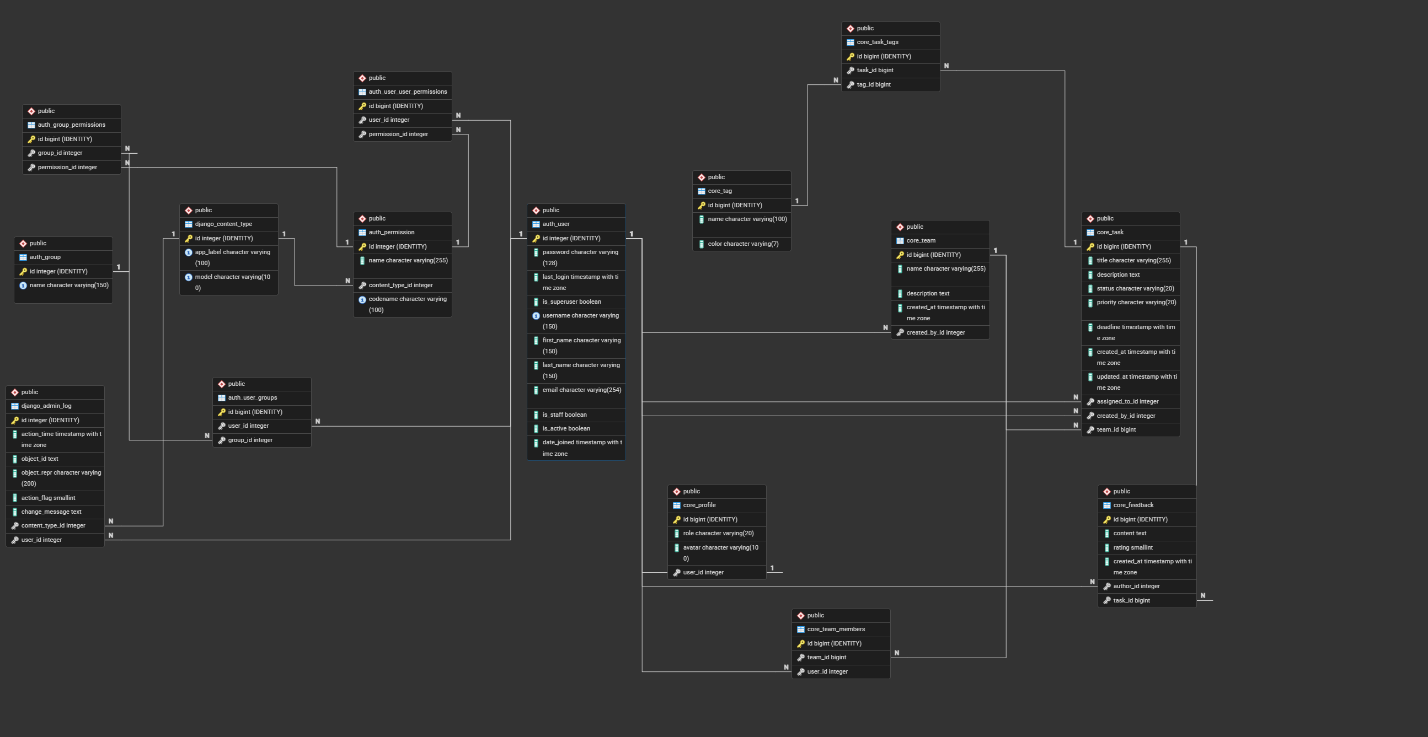 public
core_task_tags
id bigint (IDENTITY)
task_id bigint
tag_id bigint
N
N
public
auth_user_user_permissions
id bigint (IDENTITY)
user_id integer
permission_id integer
N
N
public
auth_group_permissions
id bigint (IDENTITY)
group_id integer
permission_id integer
N
N
public
core_tag
id bigint (IDENTITY)
name character varying(100)
color character varying(7)
1
public
django_content_type
id integer (IDENTITY)
app_label character varying
(100)
model character varying(10
0)
1
1
public
auth_permission
id integer (IDENTITY)
name character varying(255)
content_type_id integer
codename character varying
(100)
1
1
N
public
auth_user
id integer (IDENTITY)
password character varying
(128)
last_login timestamp with ti
me zone
is_superuser boolean
username character varying
(150)
first_name character varying
(150)
last_name character varying
(150)
email character varying(254)
is_staff boolean
is_active boolean
date_joined timestamp with t
ime zone
1
1
public
core_team
id bigint (IDENTITY)
name character varying(255)
description text
created_at timestamp with ti
me zone
created_by_id integer
1
N
public
core_task
id bigint (IDENTITY)
title character varying(255)
description text
status character varying(20)
priority character varying(20)
deadline timestamp with tim
e zone
created_at timestamp with ti
me zone
updated_at timestamp with ti
me zone
assigned_to_id integer
created_by_id integer
team_id bigint
1
1
N
N
N
public
auth_group
id integer (IDENTITY)
name character varying(150)
1
public
django_admin_log
id integer (IDENTITY)
action_time timestamp with t
ime zone
object_id text
object_repr character varying
(200)
action_flag smallint
change_message text
content_type_id integer
user_id integer
N
N
public
auth_user_groups
id bigint (IDENTITY)
user_id integer
group_id integer
N
N
public
core_profile
id bigint (IDENTITY)
role character varying(20)
avatar character varying(10
0)
user_id integer
1
public
core_feedback
id bigint (IDENTITY)
content text
rating smallint
created_at timestamp with ti
me zone
author_id integer
task_id bigint
N
N
public
core_team_members
id bigint (IDENTITY)
team_id bigint
user_id integer
N
N